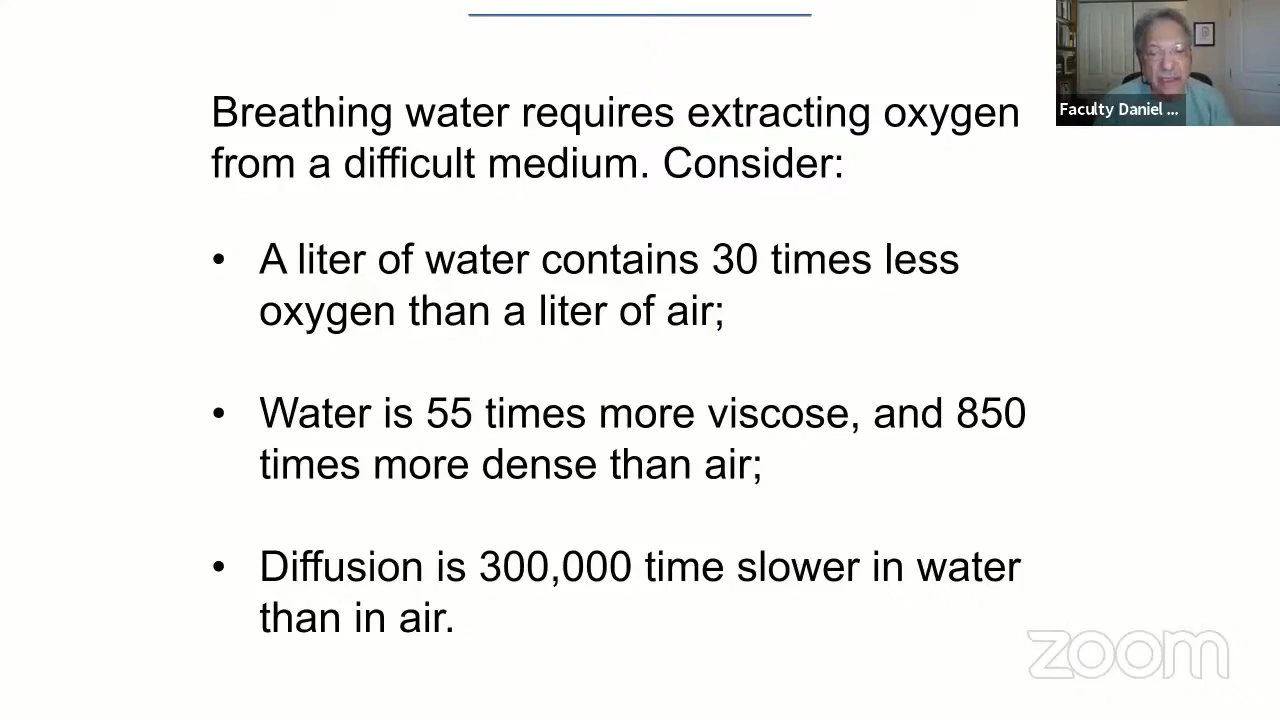 Breathing water requires extracting oxygen
from a difficult medium. Consider:
• A liter of water contains 30 times less
oxygen than a liter of air;
• Water is 55 times more viscose, and 850
times more dense than air;
• Diffusion is 300,000 time slower in water
than in air.
Faculty Daniel ...
zoom